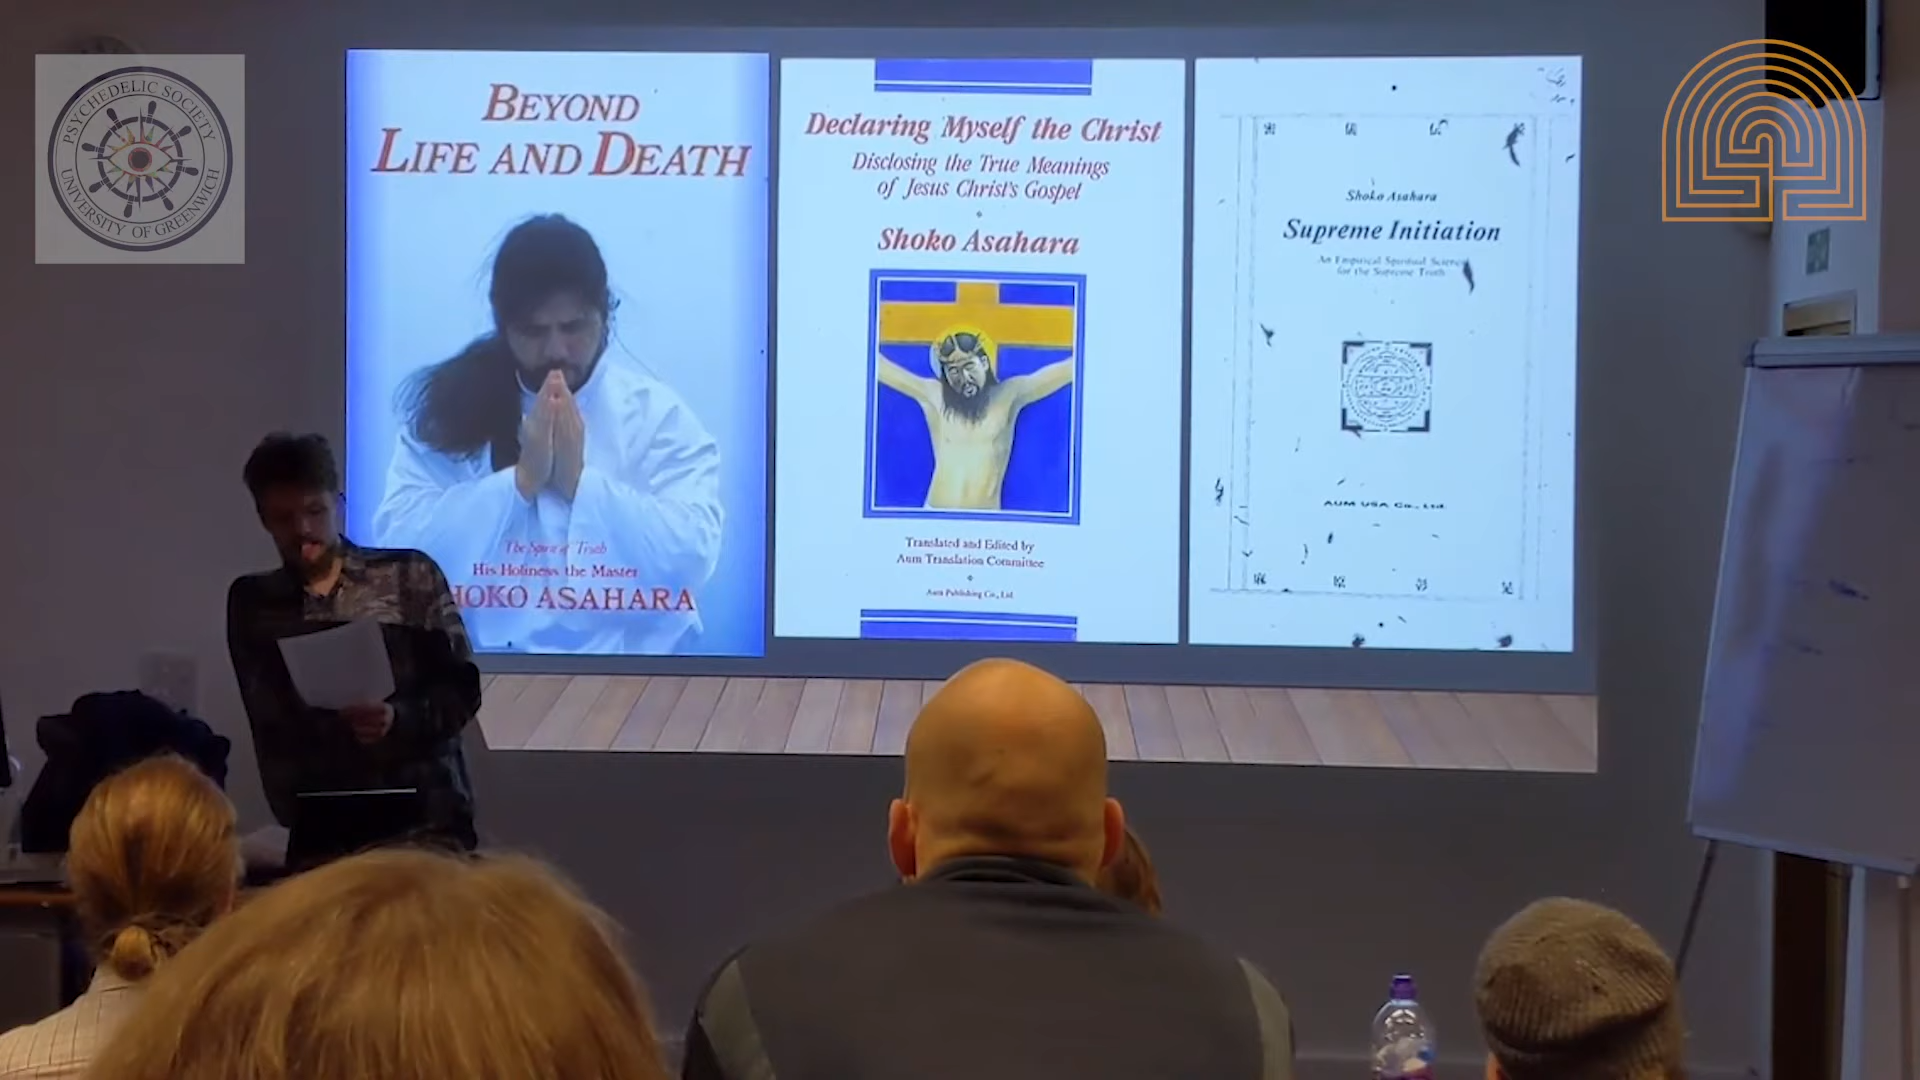 PSYCHEDELIC SOCIETY
UNIVERSITY OF GREENWICH
BEYOND
LIFE AND DEATH
The Spirit of Truth
His Holiness the Master
HOKO ASAHARA
Declaring Myself the Christ
Disclosing the True Meanings
of Jesus Christ's Gospel
Shoko Asahara
Translated and Edited by
Aum Translation Committee
Aum Publishing Co., Ltd.
Shoko Asahara
Supreme Initiation
An Empirical Spiritual Science
for the Supreme Truth
AUM USA Co., Ltd.